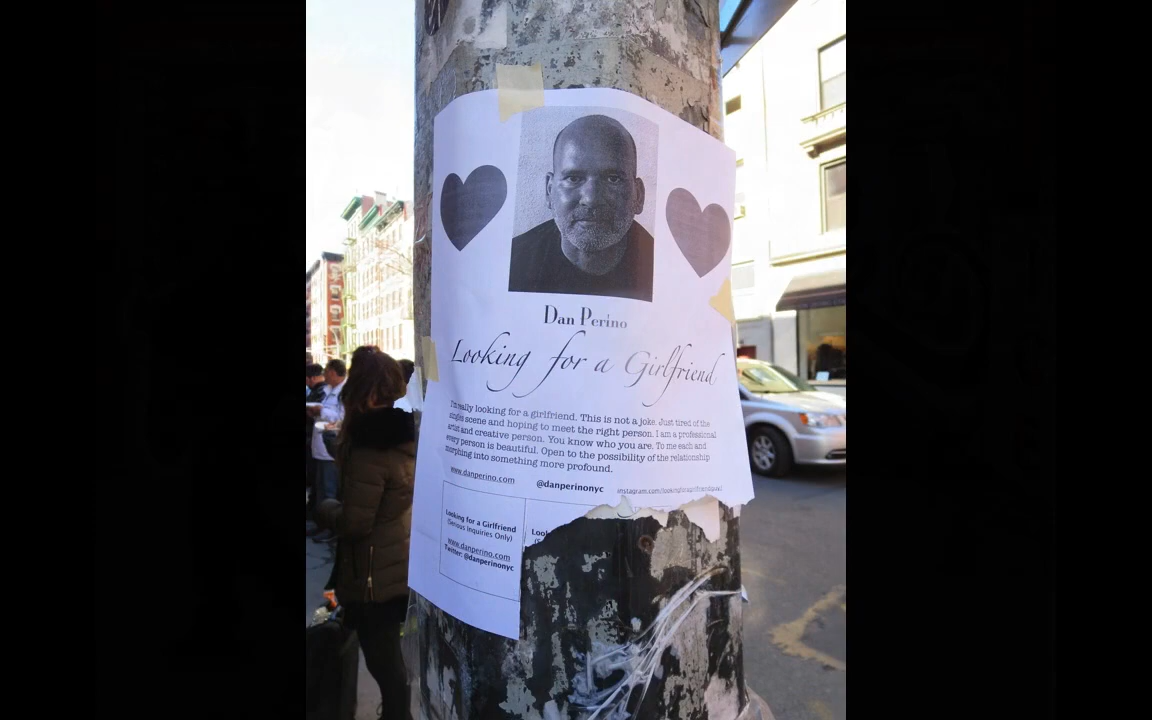 Dan Perino
Looking for a Girlfriend
I'm really looking for a girlfriend. This is not a joke. Just tired of the
singles scene and hoping to meet the right person. I am a professional
artist and creative person. You know who you are. To me each and
every person is beautiful. Open to the possibility of the relationship
morphing into something more profound.
www.danperino.com @danperinonyc
Looking for a Girlfriend
(Serious Inquiries Only)
www.danperino.com
Twitter: @danperinonyc